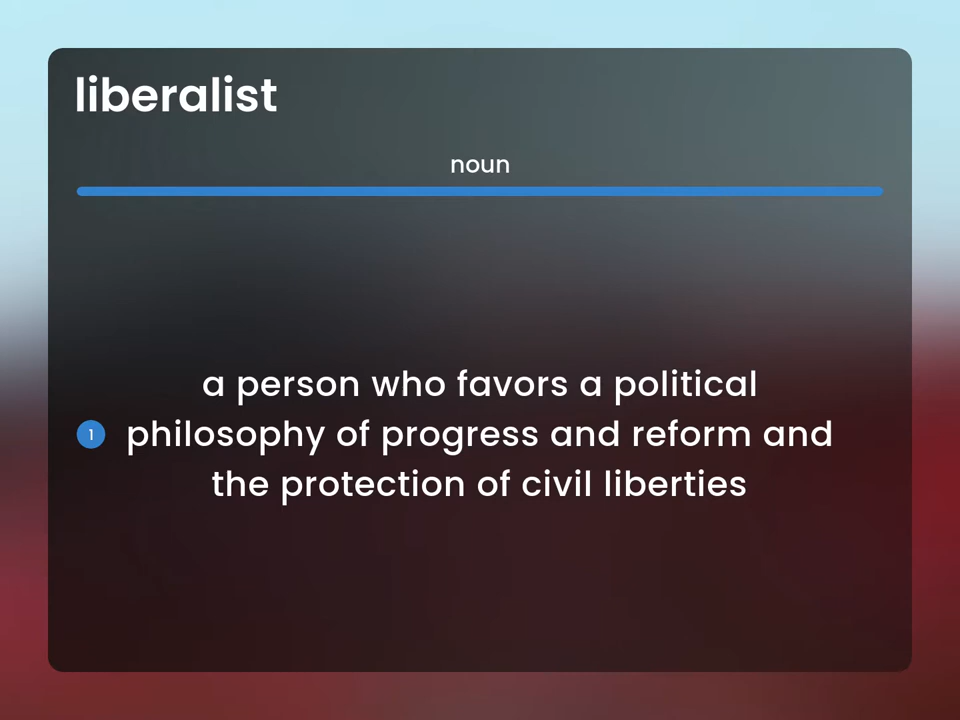 liberalist
noun
a person who favors a political
1 philosophy of progress and reform and
the protection of civil liberties